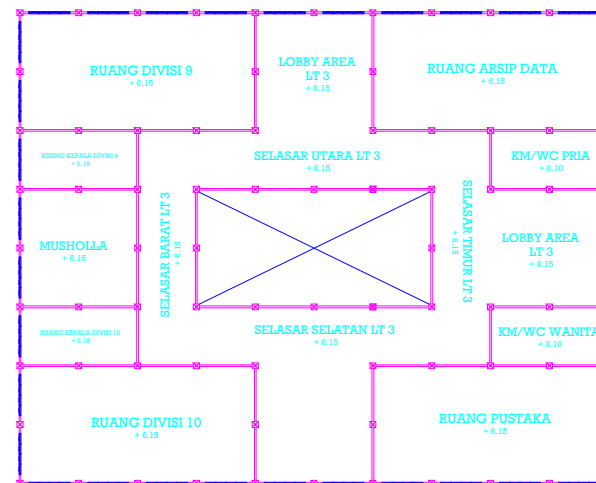 RUANG DIVISI 9
+ 6.15
LOBBY AREA
LT 3
+ 6.15
RUANG ARSIP DATA
+ 6.15
RUANG KEPALA DIVISI 9
+ 6.15
SELASAR UTARA LT 3
+ 6.15
KM/WC PRIA
+ 6.10
MUSHOLLA
+ 6.15
SELASAR BARAT LT 3
+ 6.15
SELASAR TIMUR LT 3
+ 6.15
LOBBY AREA
LT 3
+ 6.15
RUANG KEPALA DIVISI 10
+ 6.15
SELASAR SELATAN LT 3
+ 6.15
KM/WC WANITA
+ 6.10
RUANG DIVISI 10
+ 6.15
RUANG PUSTAKA
+ 6.15